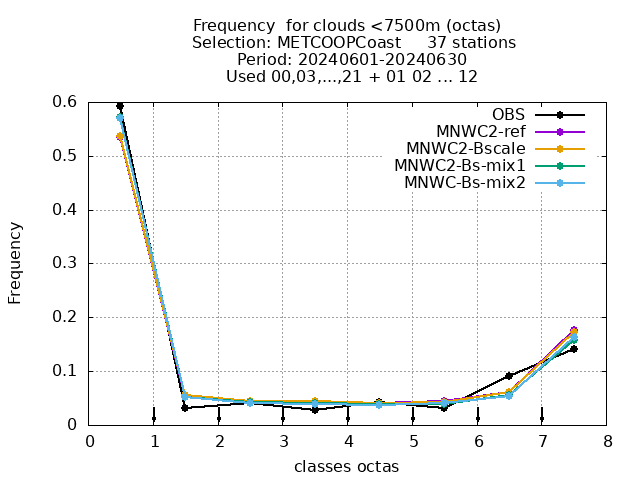 Frequency  for clouds <7500m (octas)
Selection: METCOOPCoast     37 stations
Period: 20240601-20240630
Used 00,03,...,21 + 01 02 ... 12
OBS
MNWC2-ref
MNWC2-Bscale
MNWC2-Bs-mix1
MNWC-Bs-mix2
0.6
0.5
0.4
0.3
0.2
0.1
0
Frequency
0 1 2 3 4 5 6 7 8
classes octas